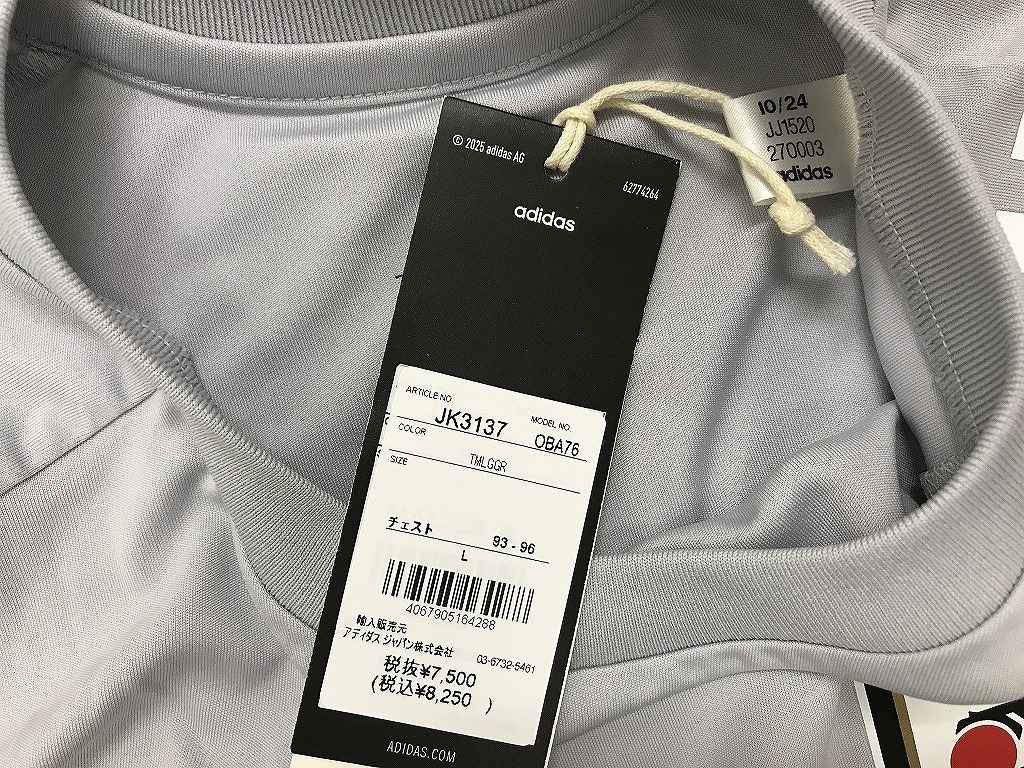 © 2025 adidas AG
62774264
adidas
10/24
JJ1520
270003
adidas
ARTICLE NO
JK3137
MODEL NO
OBA76
COLOR
TMLGGR
SIZE
チェスト 93 - 96
L
4067905164288
輸入販売元
アディダス ジャパン株式会社 03-6732-5461
税抜¥7,500
(税込¥8,250 )
ADIDAS.COM